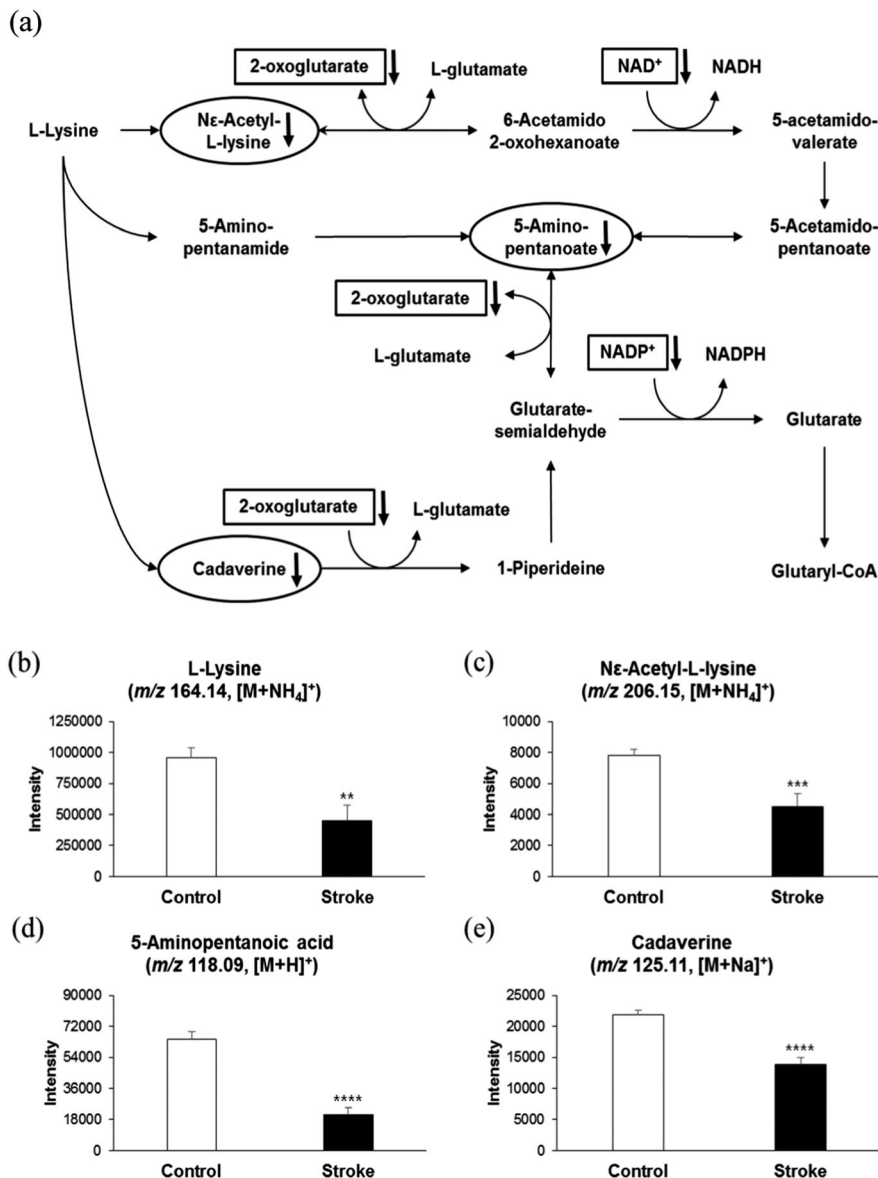 (a)
2-oxoglutarate
L-glutamate
NAD+
NADH
L-Lysine
Nε-Acetyl-
L-lysine
6-Acetamido
2-oxohexanoate
5-acetamido-
valerate
5-Amino-
pentanamide
5-Amino-
pentanoate
5-Acetamido-
pentanoate
2-oxoglutarate
L-glutamate
NADP+
NADPH
Glutarate-
semialdehyde
Glutarate
2-oxoglutarate
L-glutamate
Cadaverine
1-Piperideine
Glutaryl-CoA
(b)
L-Lysine
(m/z 164.14, [M+NH4]+)
Intensity
1250000
1000000
750000
500000
250000
0
**
Control
Stroke
(c)
Nε-Acetyl-L-lysine
(m/z 206.15, [M+NH4]+)
Intensity
10000
8000
6000
4000
2000
0
***
Control
Stroke
(d)
5-Aminopentanoic acid
(m/z 118.09, [M+H]+)
Intensity
90000
72000
54000
36000
18000
0
****
Control
Stroke
(e)
Cadaverine
(m/z 125.11, [M+Na]+)
Intensity
25000
20000
15000
10000
5000
0
****
Control
Stroke